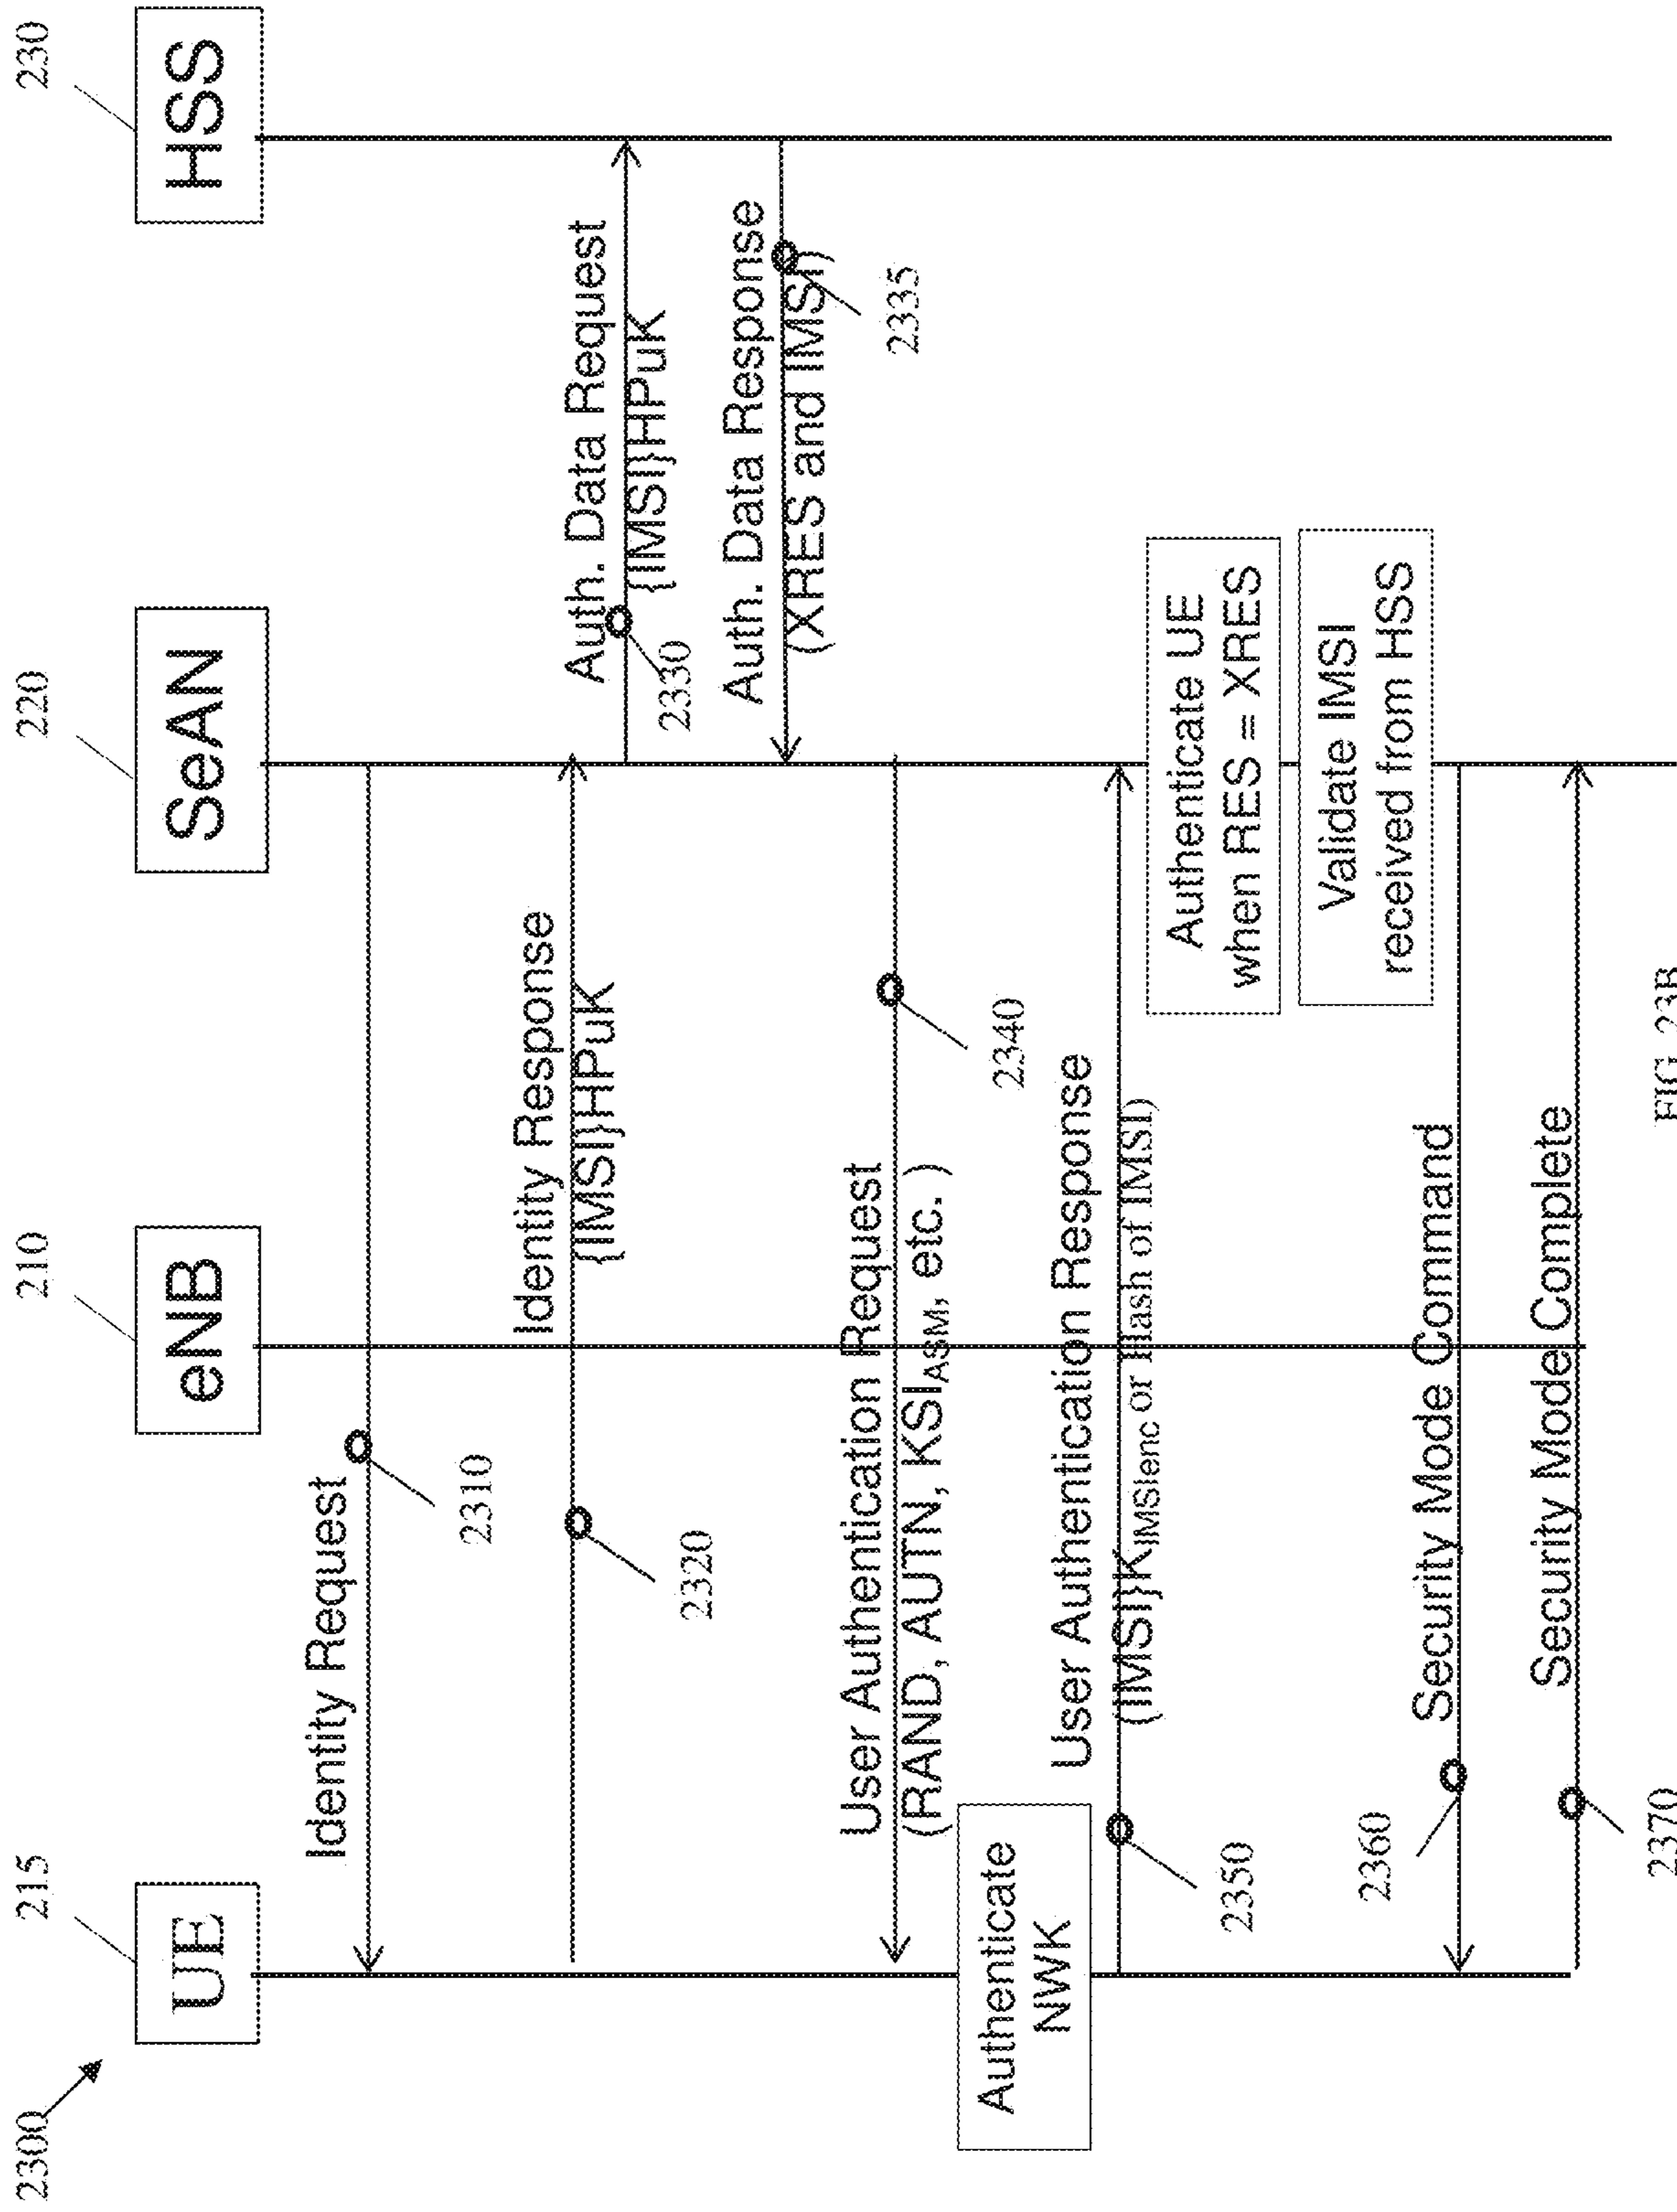 2300
215
210
220
230
UE
eNB
SeAN
HSS
Identity Request
2310
Identity Response
{IMSI}HPuK
2320
Auth. Data Request
{IMSI}HPuK
2330
Auth. Data Response
(XRES and IMSI)
2335
User Authentication Request
(RAND, AUTN, KSIASM, etc. )
2340
Authenticate
NWK
User Authentication Response
({IMSI}KIMSIenc or Hash of IMSI)
2350
Authenticate UE
when RES = XRES
Validate IMSI
received from HSS
Security Mode Command
2360
Security Mode Complete
2370
FIG. 23B